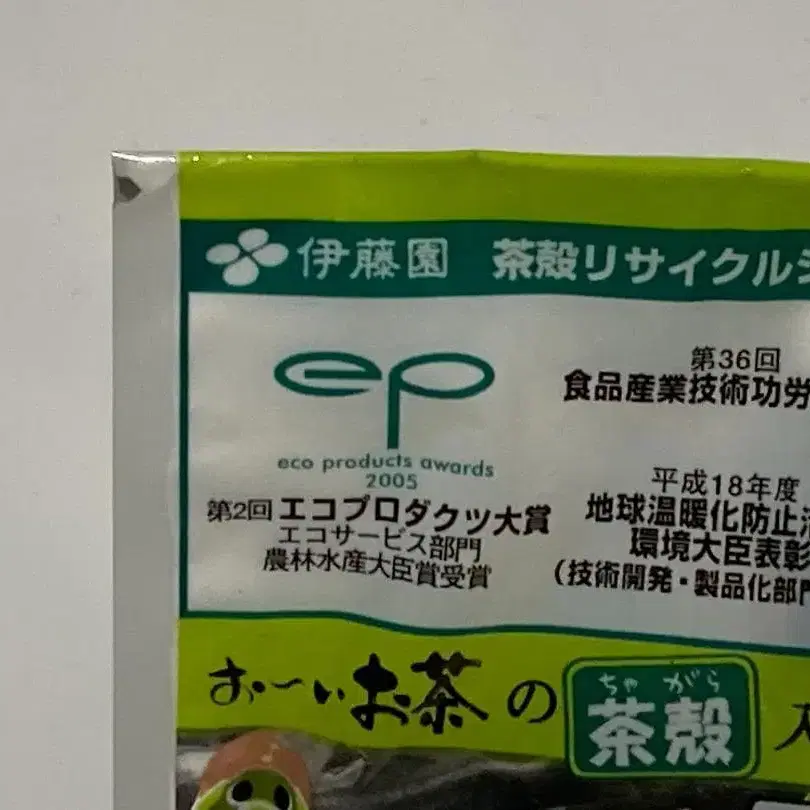 伊藤園 茶殻リサイクル
ep
eco products awards
2005
第2回 エコプロダクツ大賞
エコサービス部門
農林水産大臣賞受賞
第36回
食品産業技術功労
平成18年度
地球温暖化防止活
環境大臣表彰
(技術開発・製品化部門
お〜いお茶の
ちゃがら
茶殻
入